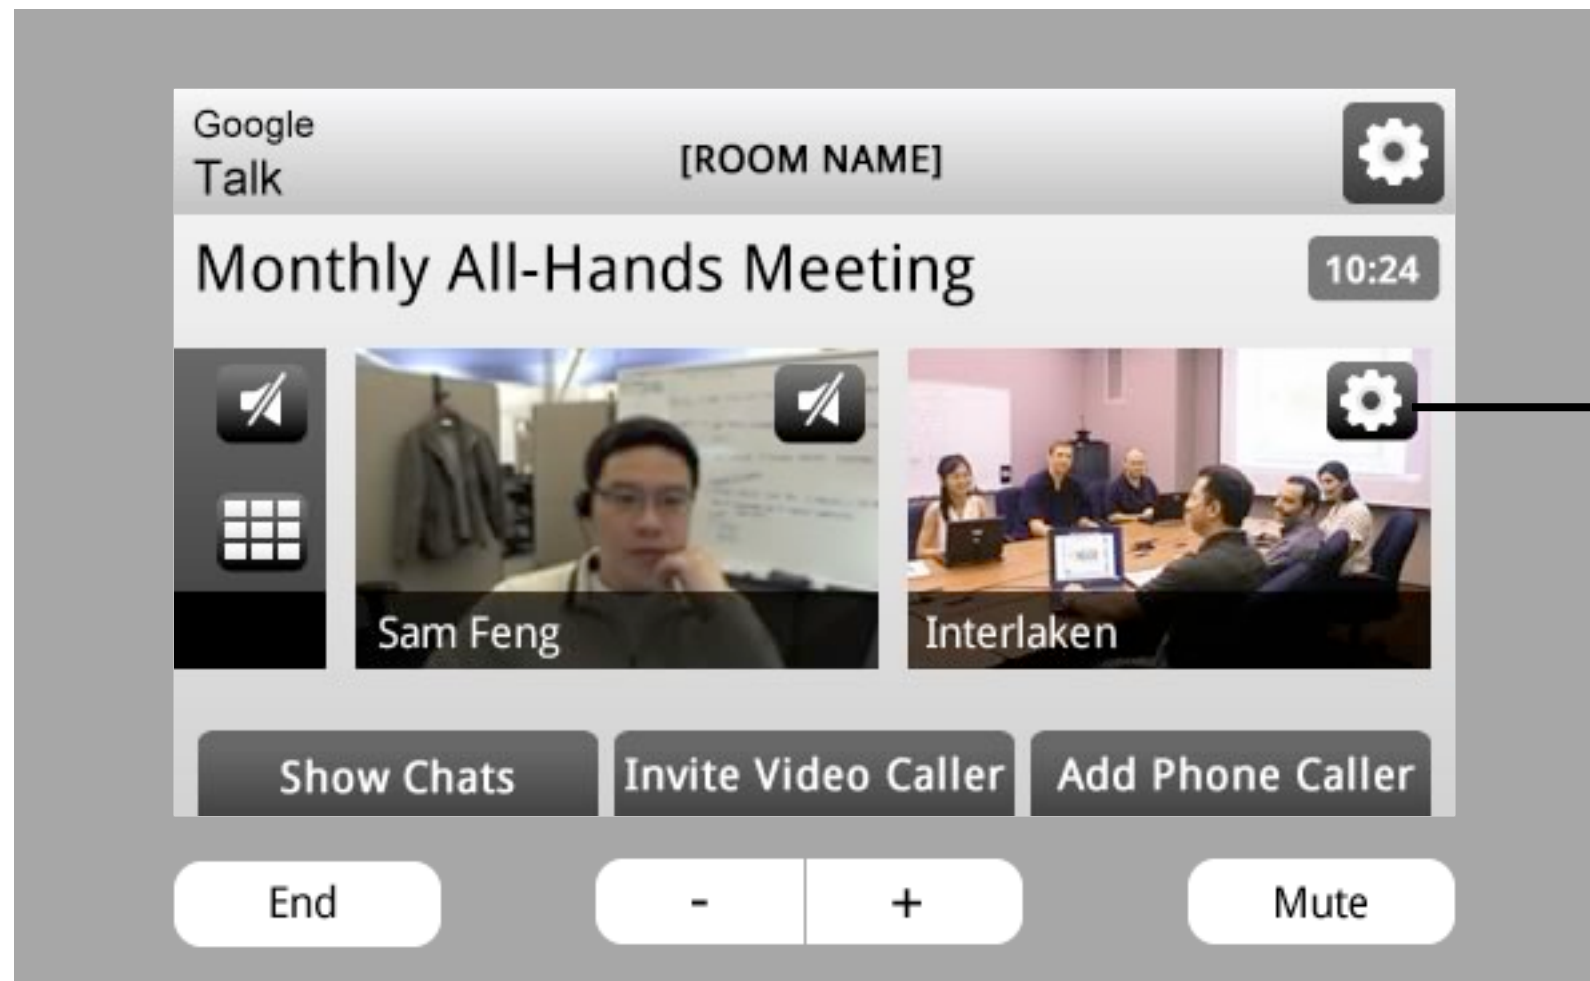 Google
Talk
[ROOM NAME]
Monthly All-Hands Meeting
10:24
Sam Feng
Interlaken
Show Chats
Invite Video Caller
Add Phone Caller
End
-
+
Mute